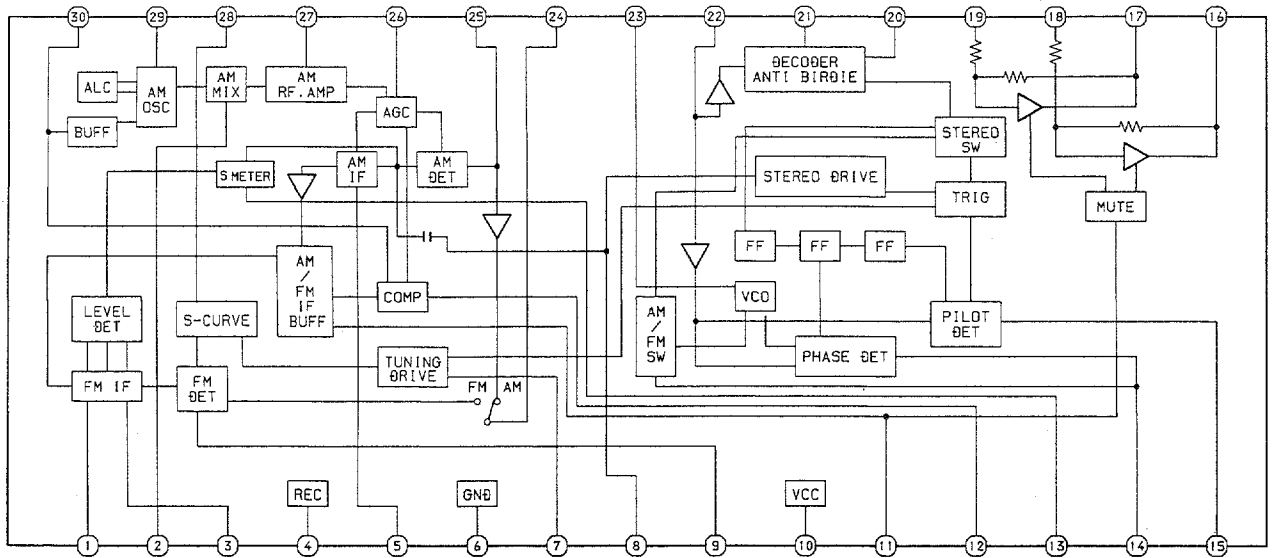 30 29 28 27 26 25 24 23 22 21 20 19 18 17 16
ALC
AM
OSC
AM
MIX
AM
RF. AMP
AGC
BUFF
DECODER
ANTI BIRDIE
STEREO
SW
S METER
AM
IF
AM
DET
STEREO DRIVE
TRIG
MUTE
AM
/
FM
IF
BUFF
COMP
FF
FF
FF
VCO
LEVEL
DET
S-CURVE
AM
/
FM
SW
PILOT
DET
PHASE DET
TUNING
DRIVE
FM IF
FM
DET
FM AM
REC
GND
VCC
1 2 3 4 5 6 7 8 9 10 11 12 13 14 15